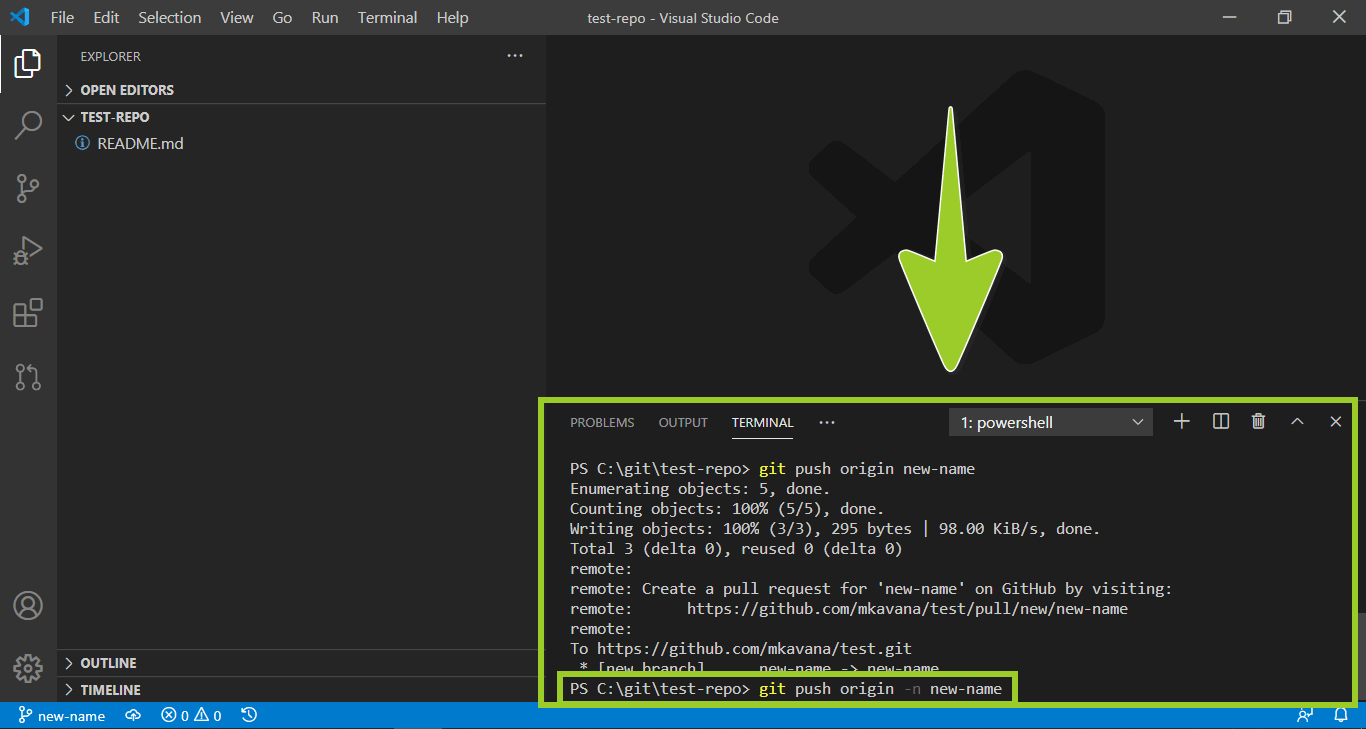 File Edit Selection View Go Run Terminal Help test-repo - Visual Studio Code
EXPLORER
OPEN EDITORS
TEST-REPO
README.md
OUTLINE
TIMELINE
PROBLEMS OUTPUT TERMINAL 1: powershell
PS C:\git\test-repo> git push origin new-name
Enumerating objects: 5, done.
Counting objects: 100% (5/5), done.
Writing objects: 100% (3/3), 295 bytes | 98.00 KiB/s, done.
Total 3 (delta 0), reused 0 (delta 0)
remote:
remote: Create a pull request for 'new-name' on GitHub by visiting:
remote:      https://github.com/mkavana/test/pull/new/new-name
remote:
To https://github.com/mkavana/test.git
 * [new branch]      new-name -> new-name
PS C:\git\test-repo> git push origin -n new-name
new-name 0 0